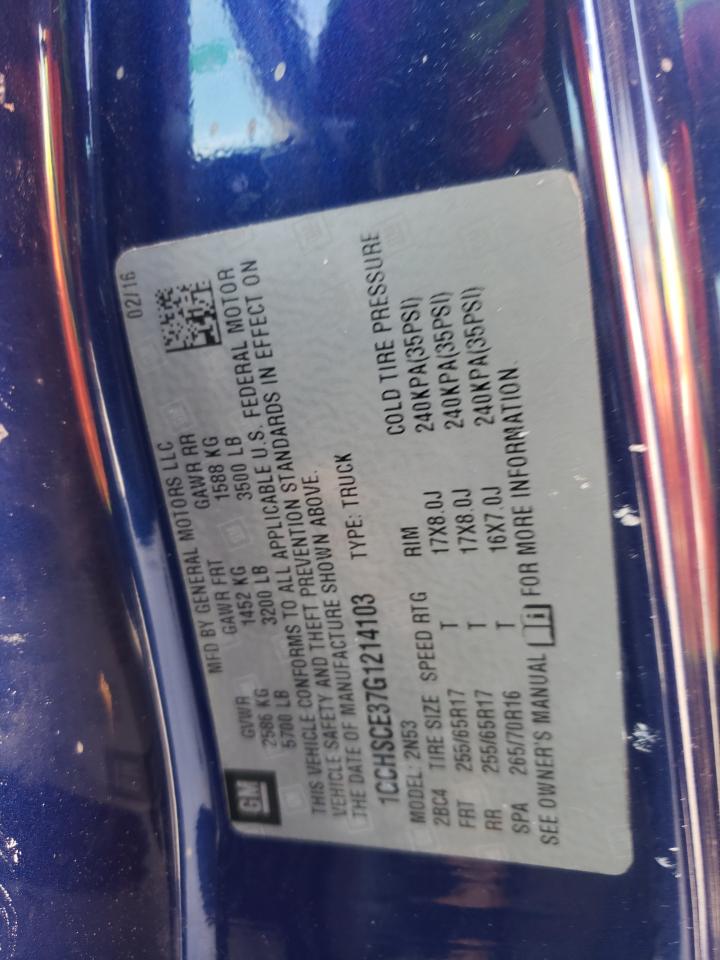 02/16
MFD BY GENERAL MOTORS LLC
GM
GVWR GAWR FRT GAWR RR
2586 KG 1452 KG 1588 KG
5700 LB 3200 LB 3500 LB
THIS VEHICLE CONFORMS TO ALL APPLICABLE U.S. FEDERAL MOTOR
VEHICLE SAFETY AND THEFT PREVENTION STANDARDS IN EFFECT ON
THE DATE OF MANUFACTURE SHOWN ABOVE.
1CCHSCE37G1214103 TYPE: TRUCK
MODEL: 2N53
2BC4 TIRE SIZE SPEED RTG RIM COLD TIRE PRESSURE
FRT 255/65R17 T 17X8.0J 240KPA(35PSI)
RR 255/65R17 T 17X8.0J 240KPA(35PSI)
SPA 265/70R16 T 16X7.0J 240KPA(35PSI)
SEE OWNER'S MANUAL FOR MORE INFORMATION.